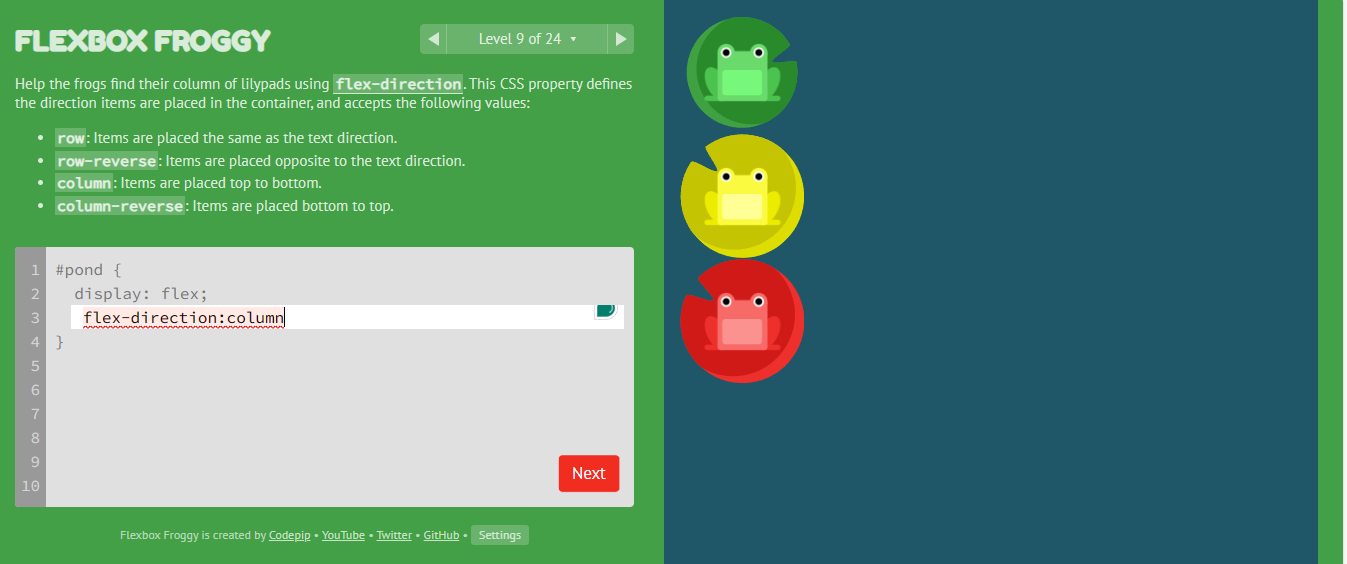 FLEXBOX FROGGY
Level 9 of 24
Help the frogs find their column of lilypads using flex-direction. This CSS property defines
the direction items are placed in the container, and accepts the following values:
• row: Items are placed the same as the text direction.
• row-reverse: Items are placed opposite to the text direction.
• column: Items are placed top to bottom.
• column-reverse: Items are placed bottom to top.
1 #pond {
2 display: flex;
3 flex-direction:column
4 }
5
6
7
8
9
10
Next
Flexbox Froggy is created by Codepip • YouTube • Twitter • GitHub • Settings